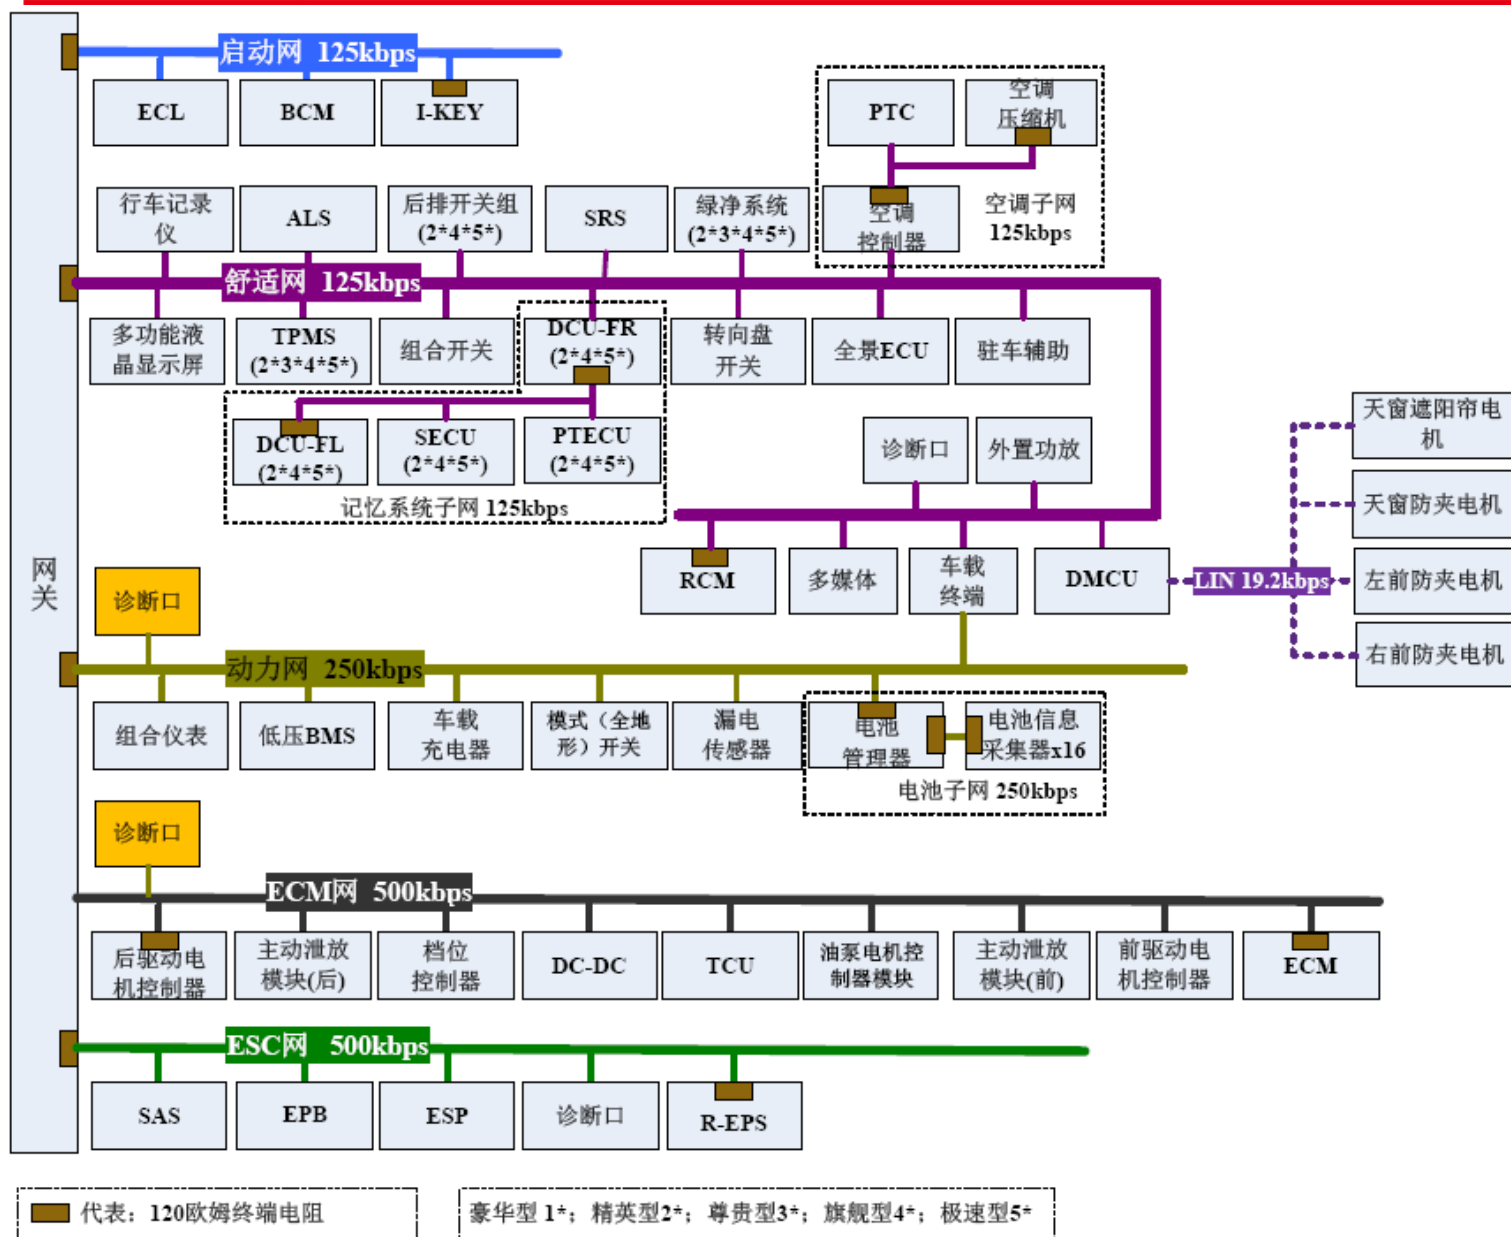 启动网 125kbps
ECL
BCM
I-KEY
PTC
空调
压缩机
空调子网
125kbps
空调
控制器
行车记录
仪
ALS
后排开关组
(2*4*5*)
SRS
绿净系统
(2*3*4*5*)
舒适网 125kbps
多功能液
晶显示屏
TPMS
(2*3*4*5*)
组合开关
DCU-FR
(2*4*5*)
转向盘
开关
全景ECU
驻车辅助
DCU-FL
(2*4*5*)
SECU
(2*4*5*)
PTECU
(2*4*5*)
记忆系统子网 125kbps
诊断口
外置功放
RCM
多媒体
车载
终端
DMCU
LIN 19.2kbps
天窗遮阳帘电
机
天窗防夹电机
左前防夹电机
右前防夹电机
网
关
诊断口
动力网 250kbps
组合仪表
低压BMS
车载
充电器
模式（全地
形）开关
漏电
传感器
电池
管理器
电池信息
采集器x16
电池子网 250kbps
诊断口
ECM网 500kbps
后驱动电
机控制器
主动泄放
模块(后)
档位
控制器
DC-DC
TCU
油泵电机控
制器模块
主动泄放
模块(前)
前驱动电
机控制器
ECM
ESC网 500kbps
SAS
EPB
ESP
诊断口
R-EPS
代表：120欧姆终端电阻
豪华型 1*；精英型2*；尊贵型3*；旗舰型4*；极速型5*